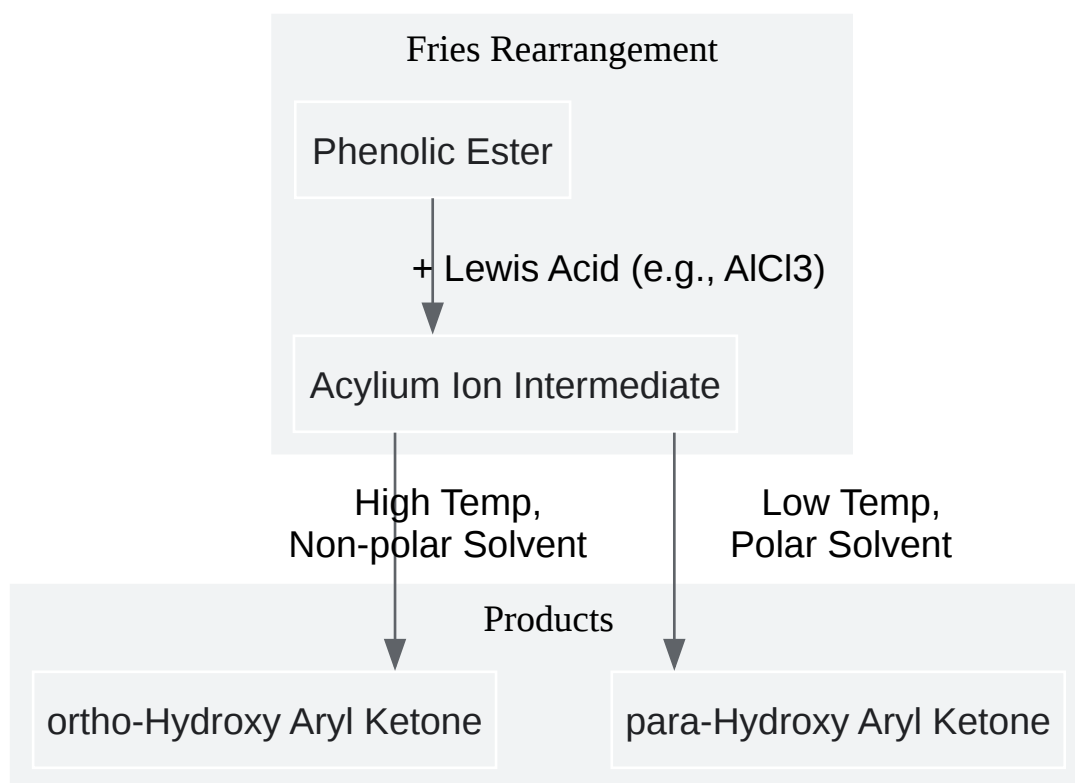 Fries Rearrangement
Phenolic Ester
+ Lewis Acid (e.g., AlCl3)
Acylium Ion Intermediate
High Temp,
Non-polar Solvent
Low Temp,
Polar Solvent
Products
ortho-Hydroxy Aryl Ketone
para-Hydroxy Aryl Ketone